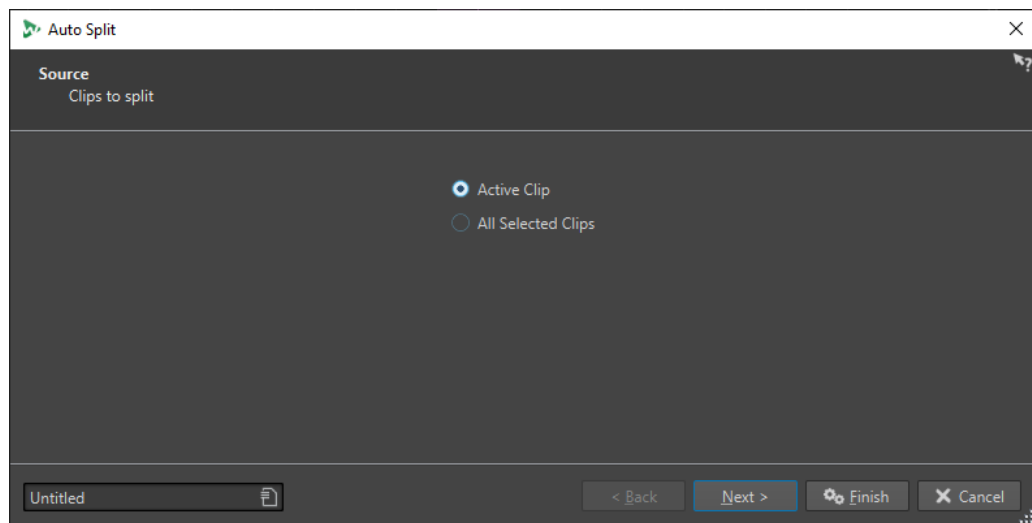 Auto Split
Source
Clips to split
Active Clip
All Selected Clips
Untitled
< Back
Next >
Finish
Cancel